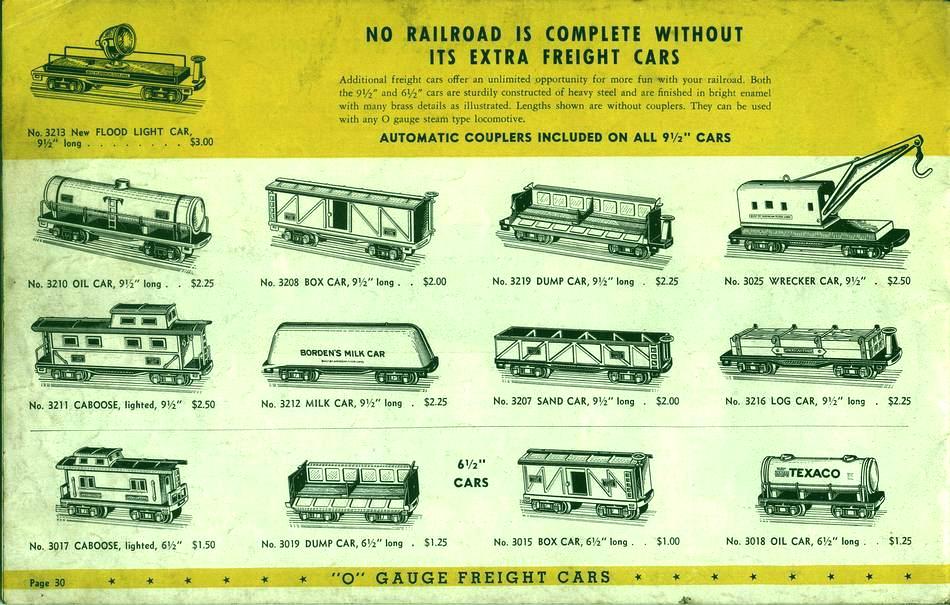 NO RAILROAD IS COMPLETE WITHOUT
ITS EXTRA FREIGHT CARS
Additional freight cars offer an unlimited opportunity for more fun with your railroad. Both
the 9½" and 6½" cars are sturdily constructed of heavy steel and are finished in bright enamel
with many brass details as illustrated. Lengths shown are without couplers. They can be used
with any O gauge steam type locomotive.
AUTOMATIC COUPLERS INCLUDED ON ALL 9½" CARS
No. 3213 New FLOOD LIGHT CAR,
9½" long . . . . . . . . $3.00
No. 3210 OIL CAR, 9½" long . . $2.25
No. 3208 BOX CAR, 9½" long . . $2.00
No. 3219 DUMP CAR, 9½" long . $2.25
No. 3025 WRECKER CAR, 9½" . $2.50
BORDEN'S MILK CAR
No. 3211 CABOOSE, lighted, 9½" $2.50
No. 3212 MILK CAR, 9½" long . $2.25
No. 3207 SAND CAR, 9½" long . $2.00
No. 3216 LOG CAR, 9½" long . $2.25
6½"
CARS
TEXACO
No. 3017 CABOOSE, lighted, 6½" $1.50
No. 3019 DUMP CAR, 6½" long . $1.25
No. 3015 BOX CAR, 6½" long . $1.00
No. 3018 OIL CAR, 6½" long . $1.25
Page 30
"O" GAUGE FREIGHT CARS